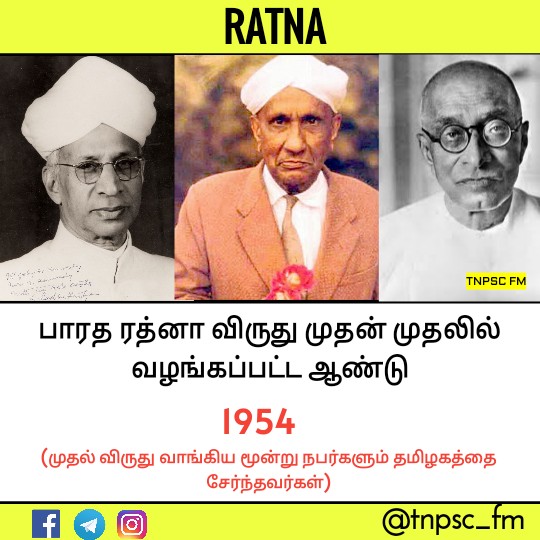 RATNA
TNPSC FM
பாரத ரத்னா விருது முதன் முதலில்
வழங்கப்பட்ட ஆண்டு
1954
(முதல் விருது வாங்கிய மூன்று நபர்களும் தமிழகத்தை
சேர்ந்தவர்கள்)
@tnpsc_fm